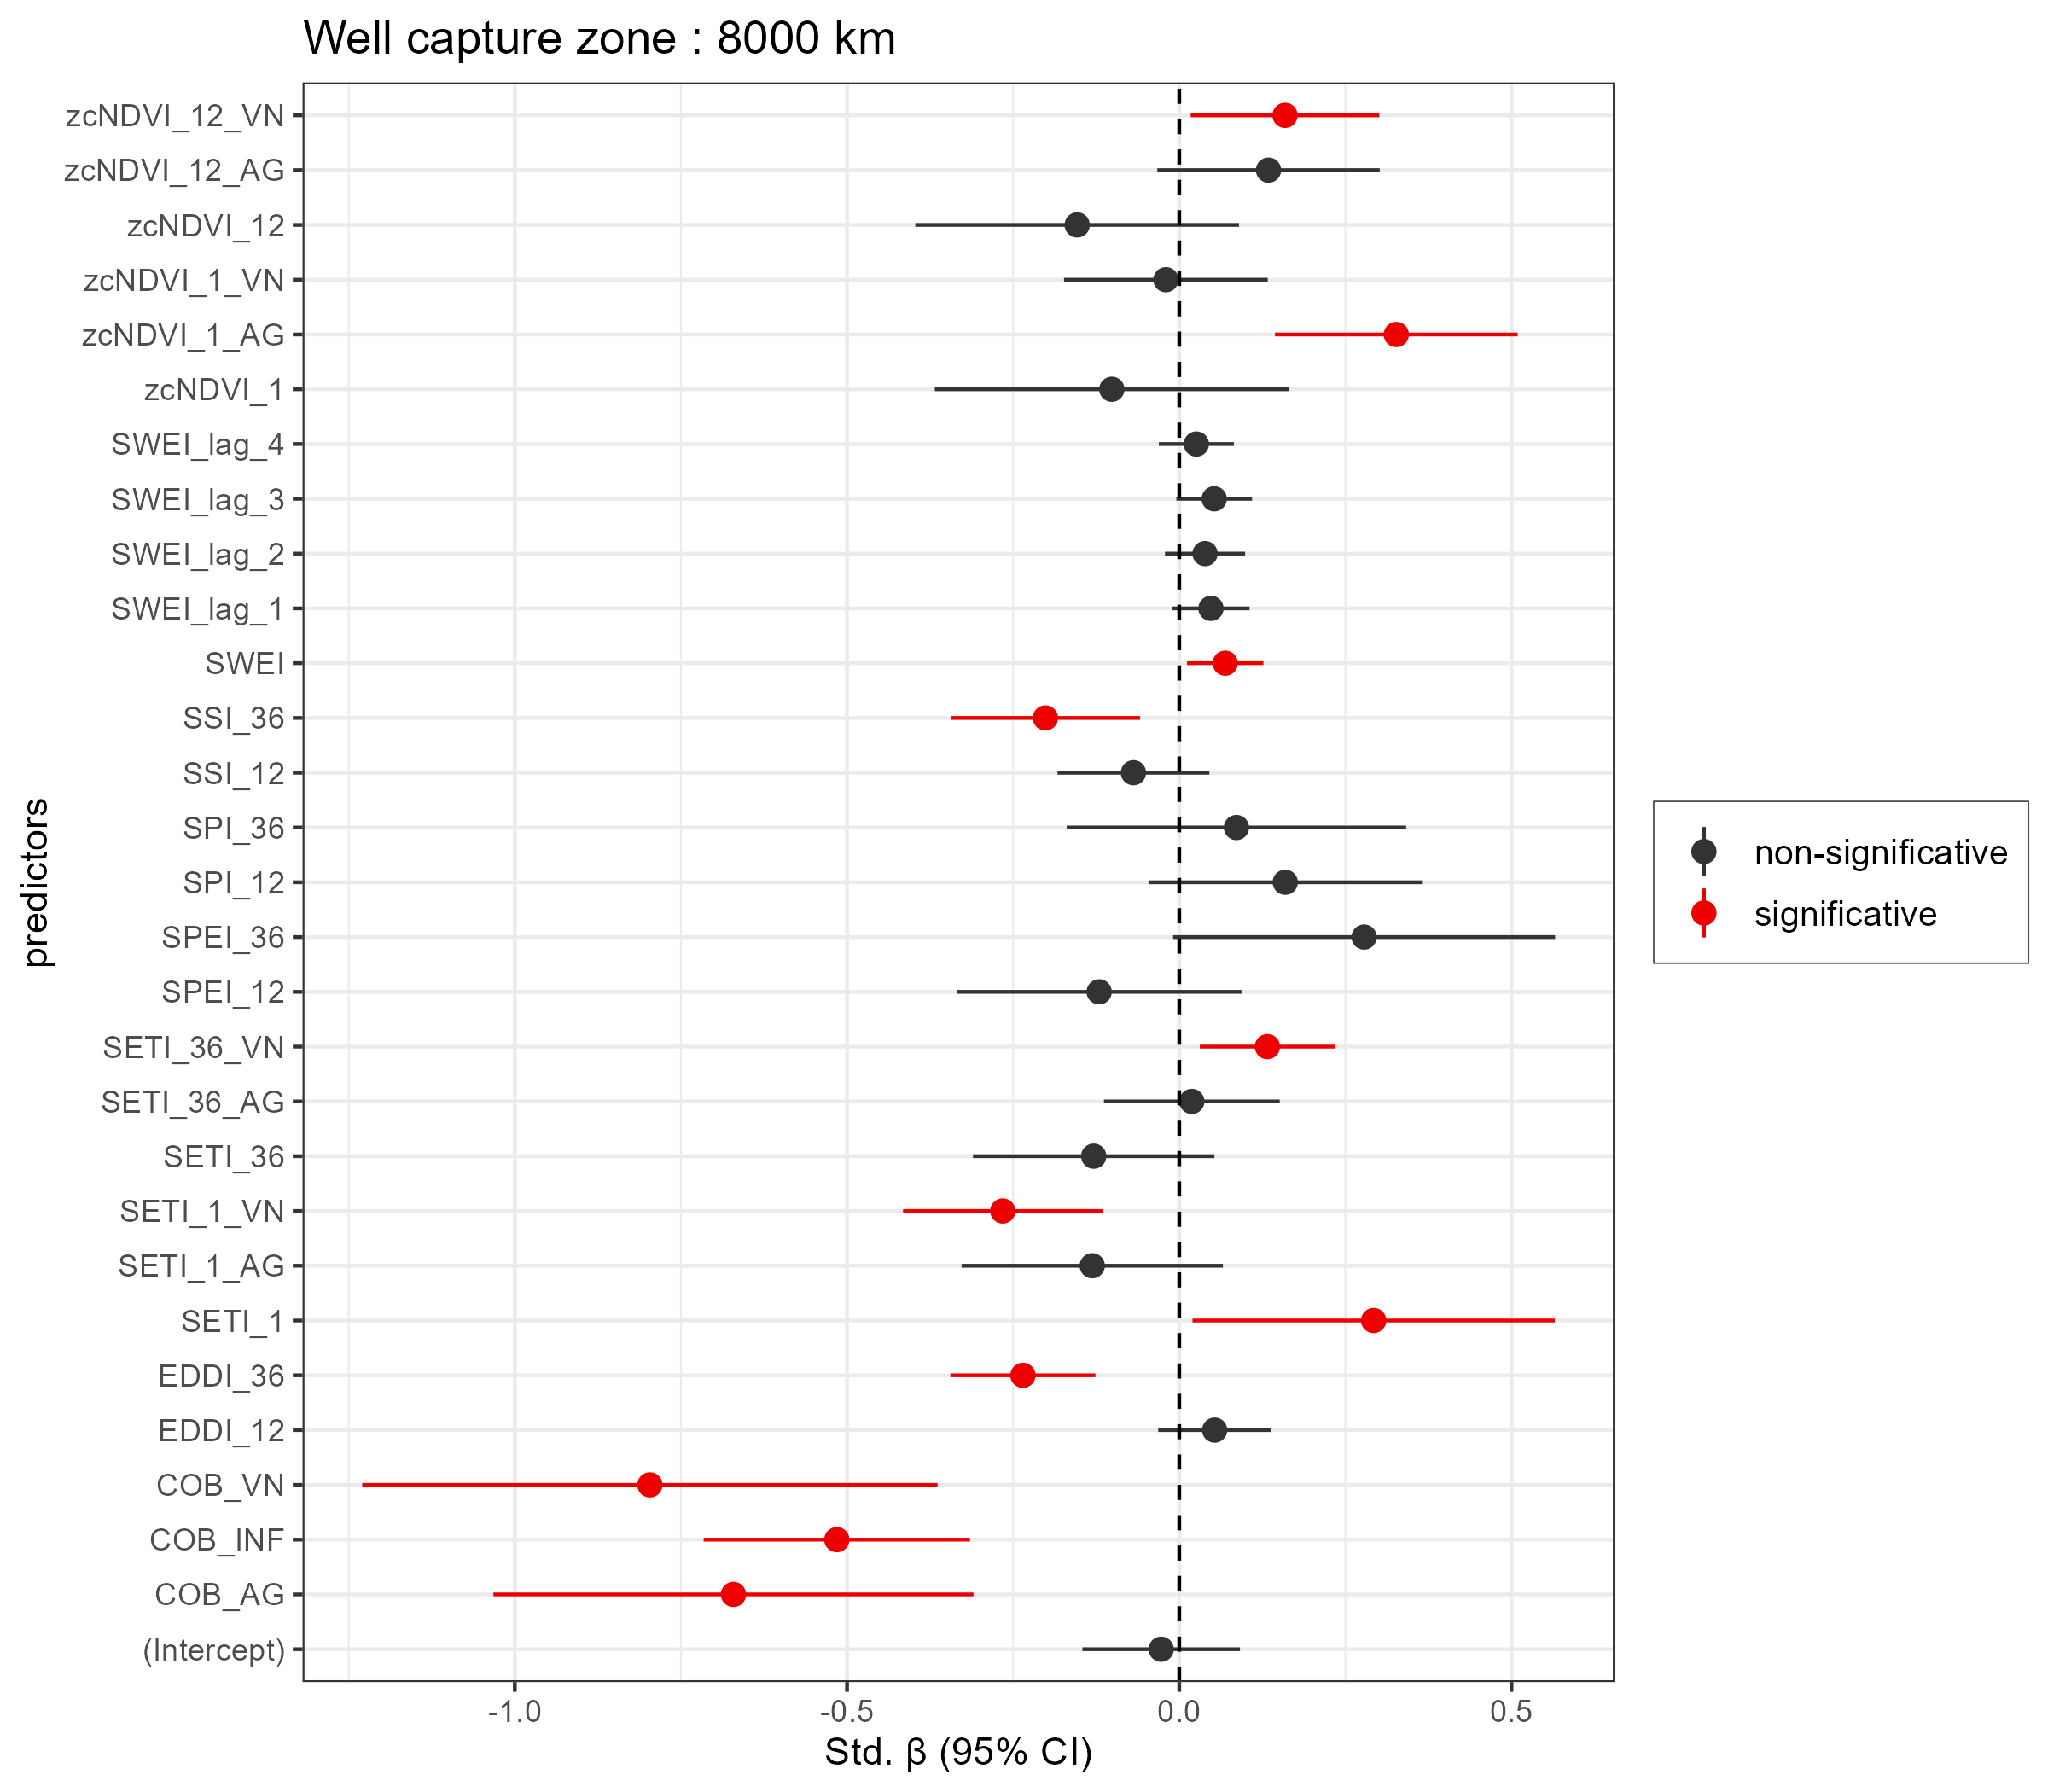 Well capture zone : 8000 km
zcNDVI_12_VN
zcNDVI_12_AG
zcNDVI_12
zcNDVI_1_VN
zcNDVI_1_AG
zcNDVI_1
SWEI_lag_4
SWEI_lag_3
SWEI_lag_2
SWEI_lag_1
SWEI
SSI_36
SSI_12
SPI_36
SPI_12
SPEI_36
SPEI_12
SETI_36_VN
SETI_36_AG
SETI_36
SETI_1_VN
SETI_1_AG
SETI_1
EDDI_36
EDDI_12
COB_VN
COB_INF
COB_AG
(Intercept)
predictors
-1.0 -0.5 0.0 0.5
Std. β (95% CI)
non-significative
significative